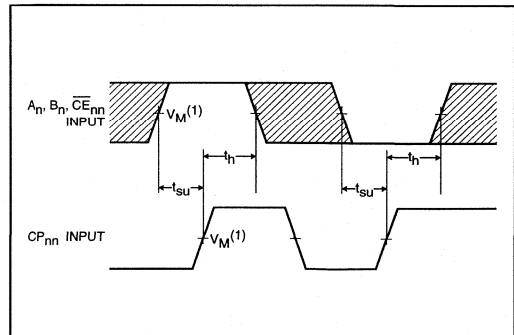 An, Bn, CEnn
INPUT
VM(1)
th
th
tsu
tsu
CPnn INPUT
VM(1)